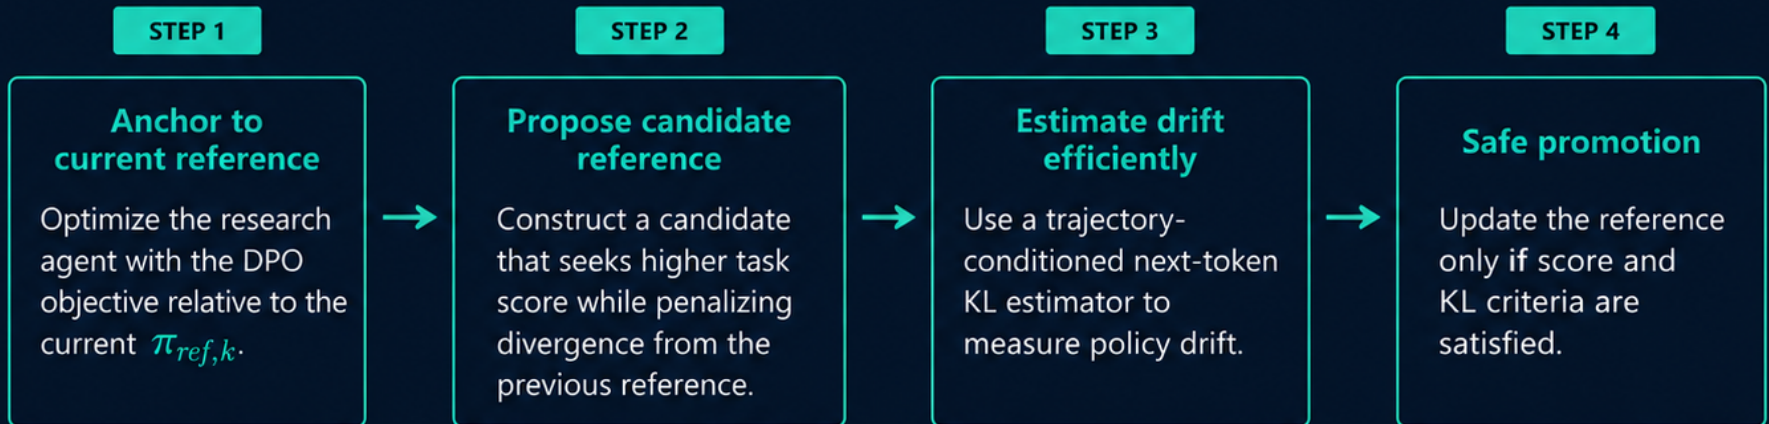 STEP 1
Anchor to
current reference
Optimize the research
agent with the DPO
objective relative to the
current π_ref,k.
STEP 2
Propose candidate
reference
Construct a candidate
that seeks higher task
score while penalizing
divergence from the
previous reference.
STEP 3
Estimate drift
efficiently
Use a trajectory-
conditioned next-token
KL estimator to
measure policy drift.
STEP 4
Safe promotion
Update the reference
only if score and
KL criteria are
satisfied.